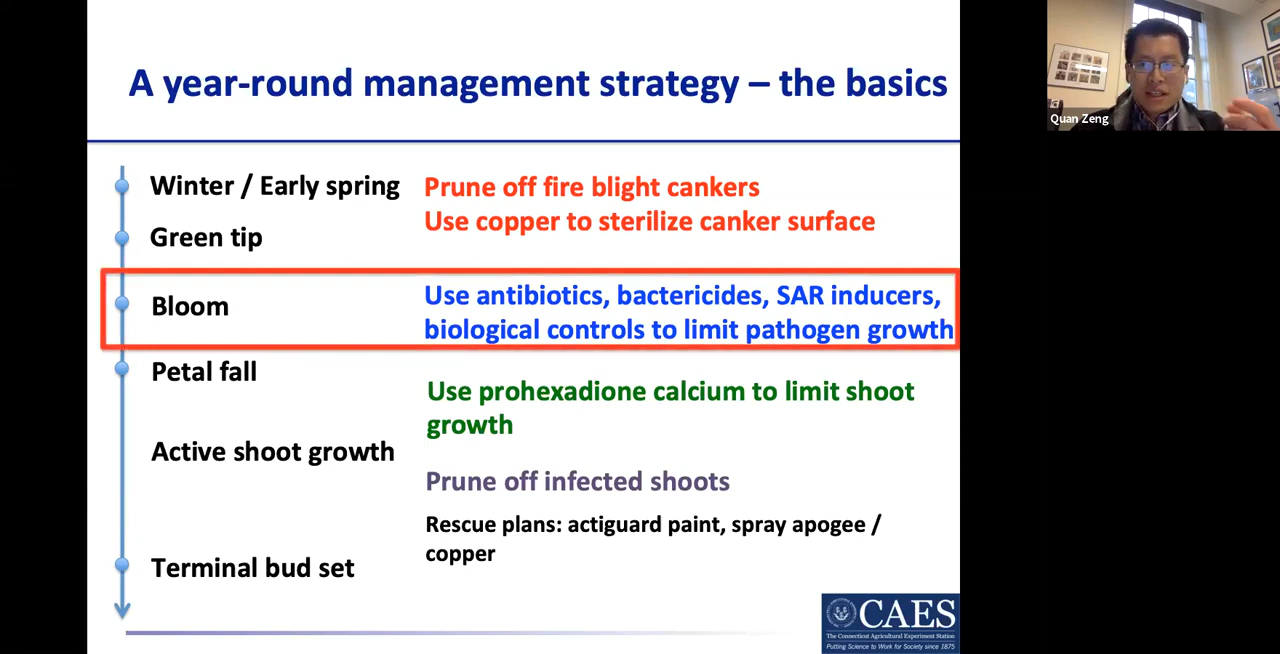 A year-round management strategy – the basics
Quan Zeng
Winter / Early spring
Prune off fire blight cankers
Use copper to sterilize canker surface
Green tip
Bloom
Use antibiotics, bactericides, SAR inducers,
biological controls to limit pathogen growth
Petal fall
Use prohexadione calcium to limit shoot
growth
Active shoot growth
Prune off infected shoots
Rescue plans: actiguard paint, spray apogee /
copper
Terminal bud set
CAES
The Connecticut Agricultural Experiment Station
Putting Science to Work for Society since 1875